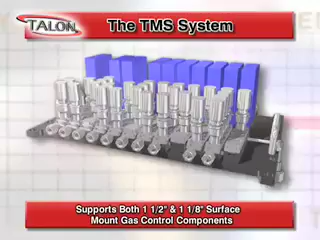 TALON
The TMS System
Supports Both 1 1/2" & 1 1/8" Surface
Mount Gas Control Components